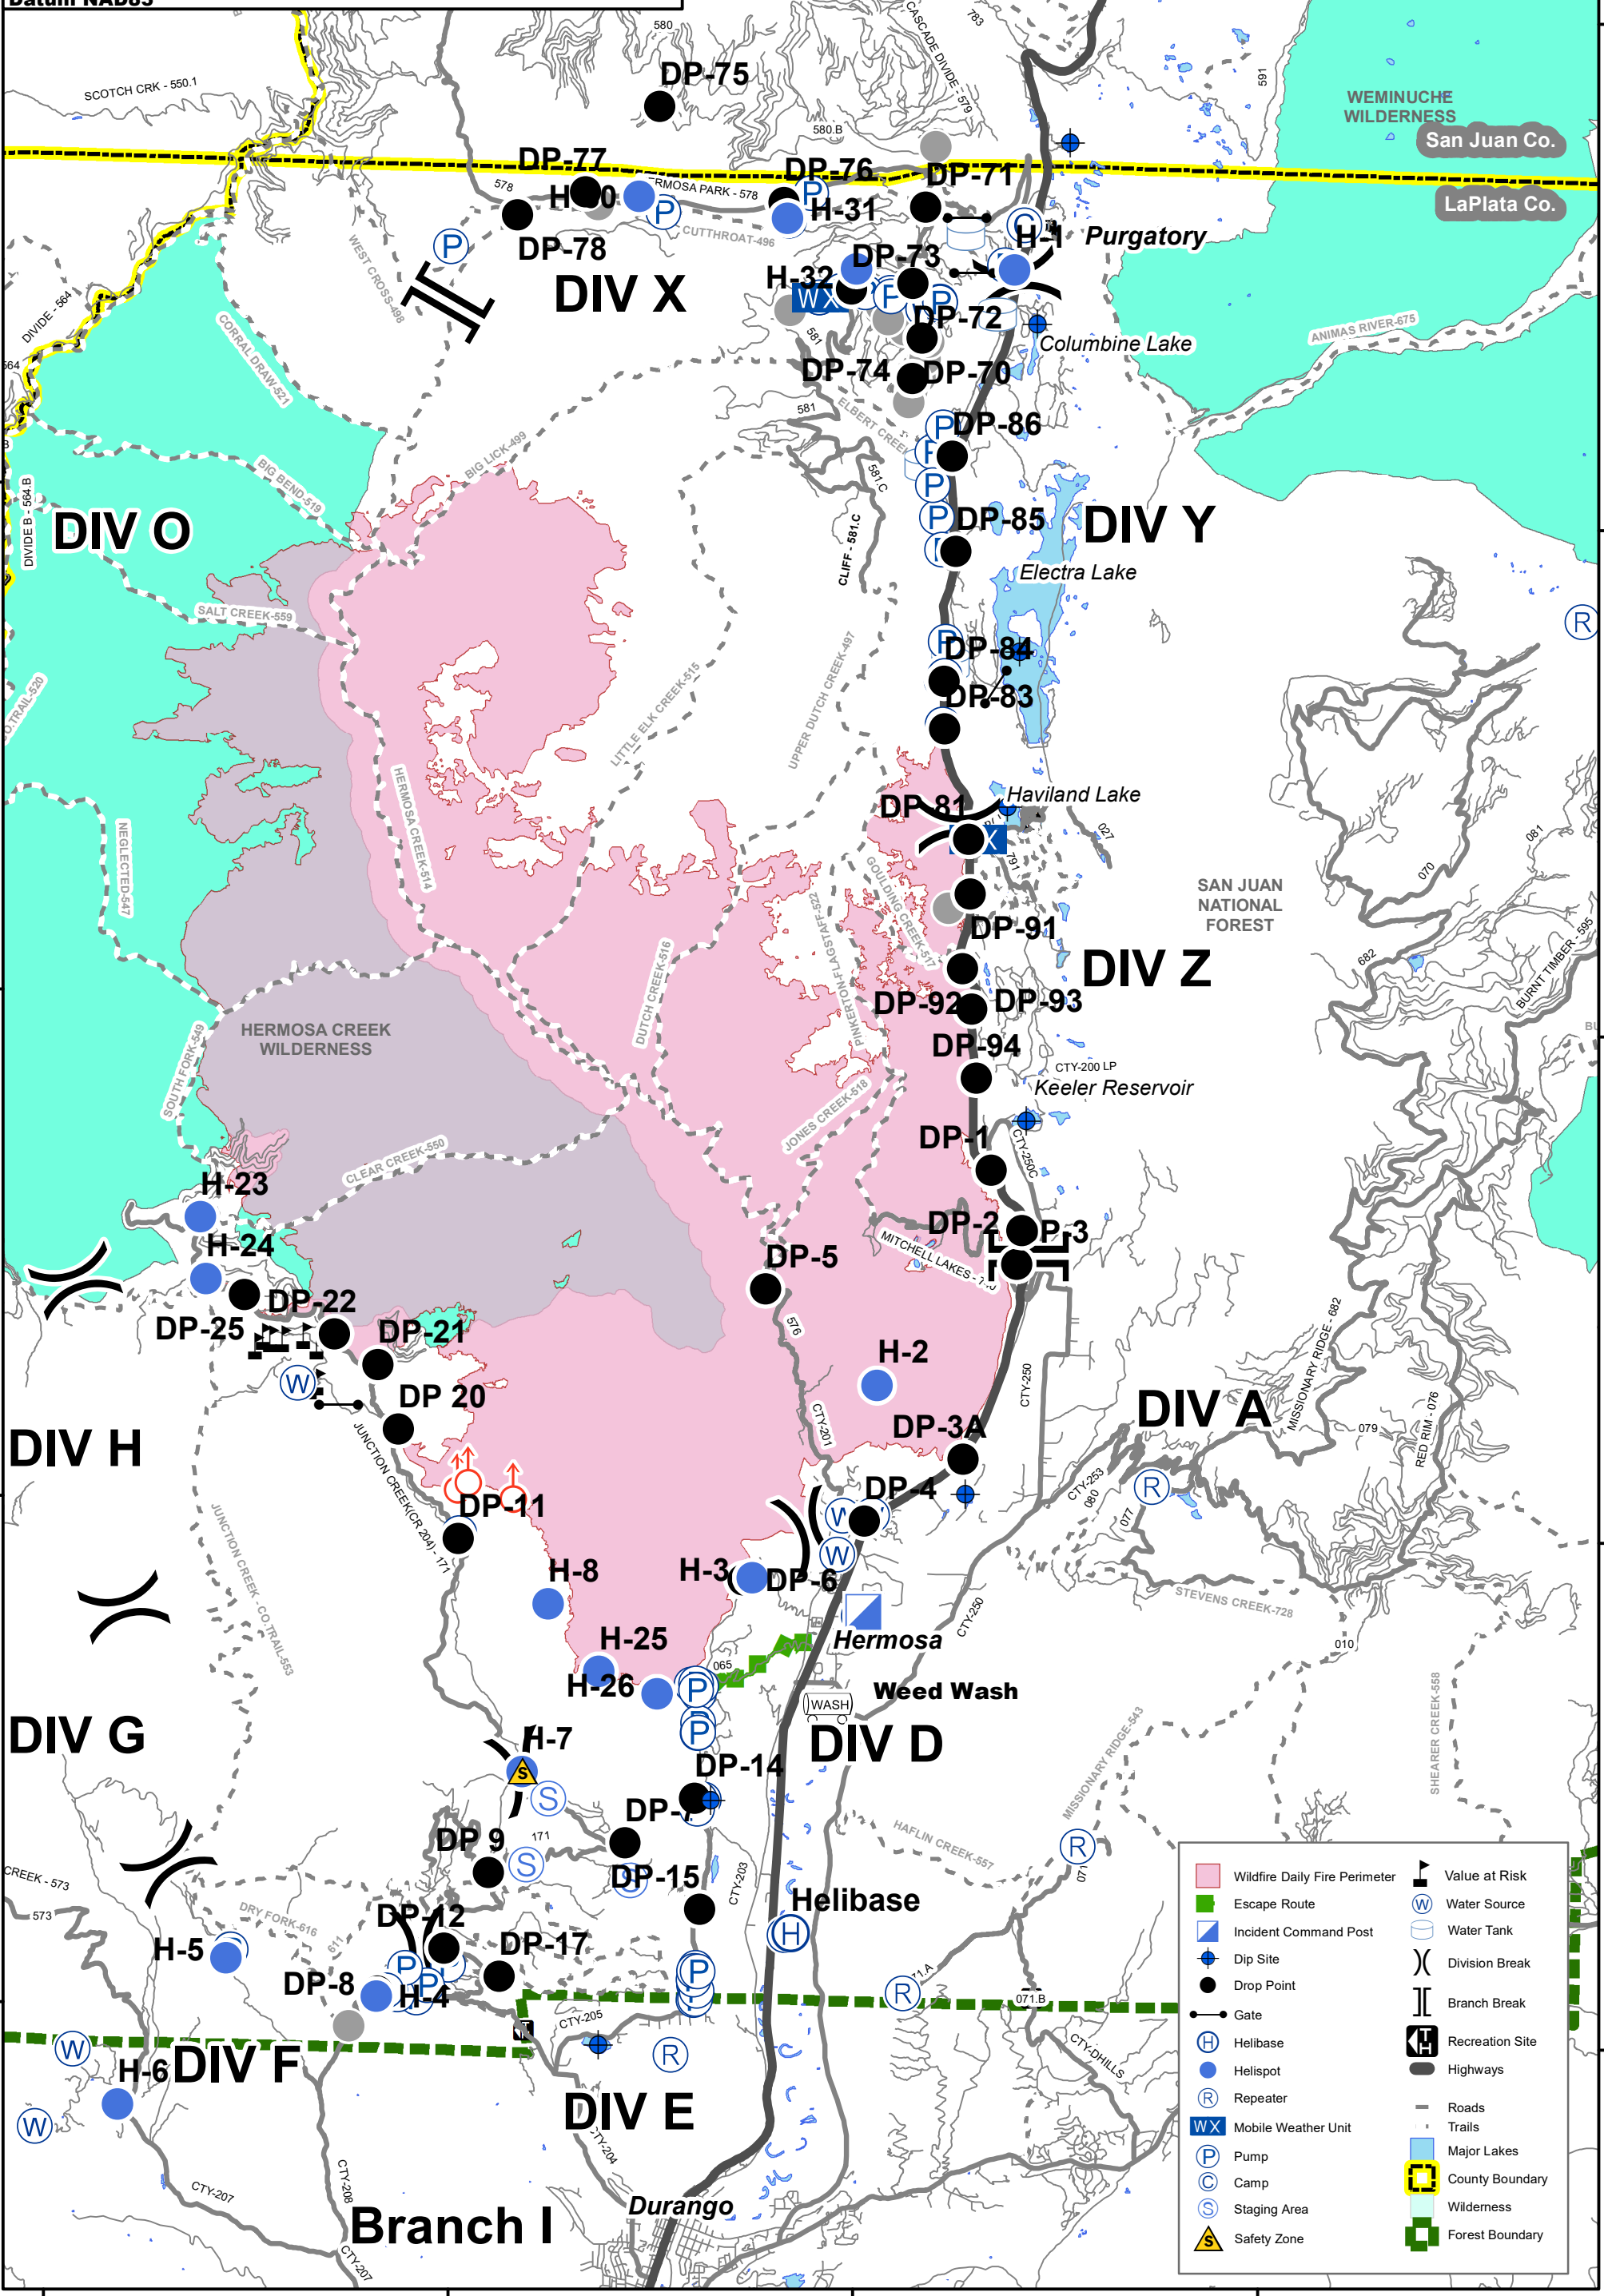 Datum NAD83
580
CASCADE DIVIDE - 579
783
591
SCOTCH CRK - 550.1
DP-75
WEMINUCHE
WILDERNESS
San Juan Co.
580.B
DP-77
DP-76
DP-71
578
P
H-31
LaPlata Co.
CUTTHROAT-496
P
C
H-1
Purgatory
WEST CROSS-498
P
DP-78
DIV X
DP-73
H-32
WX
P
DP-72
DIVIDE - 564
CORRAL DRAW-521
581
Columbine Lake
ANIMAS RIVER-675
564
DP-74
DP-70
581
ELBERT CREEK
P
DP-86
BIG LICK-499
BIG BEND-519
581.C
P
DIVIDE B - 564.B
DIV O
P
DP-85
DIV Y
CLIFF - 581.C
Electra Lake
SALT CREEK-559
R
UPPER DUTCH CREEK-497
LITTLE ELK CREEK-515
P
DP-84
DP-83
CO.TRAIL-520
HERMOSA CREEK-514
DP-81
Haviland Lake
027
791
NEGLECTED-547
081
070
GOULDING CREEK-517
PINKERTON-FLAGSTAFF-522
SAN JUAN
NATIONAL
FOREST
DP-91
DUTCH CREEK-516
DIV Z
682
BURNT TIMBER - 595
DP-92
DP-93
HERMOSA CREEK
WILDERNESS
SOUTH FORK-549
DP-94
CTY-200 LP
Keeler Reservoir
JONES CREEK-518
DP-1
CTY-250C
CLEAR CREEK-550
H-23
DP-2
P-3
H-24
DP-5
MITCHELL LAKES - 7
DP-25
DP-22
DP-21
576
MISSIONARY RIDGE - 682
W
H-2
CTY-250
DP 20
CTY-201
DIV A
DIV H
DP-3A
079
RED RIM - 076
JUNCTION CREEK(CR 204) - 171
CTY-253
080
R
077
DP-11
DP-4
W
W
JUNCTION CREEK - CO.TRAIL-553
H-8
H-3
DP-6
STEVENS CREEK-728
CTY-250
010
Hermosa
H-25
065
H-26
P
WASH
Weed Wash
DIV G
P
DIV D
MISSIONARY RIDGE-543
SHEARER CREEK-558
H-7
S
S
DP-14
HAFLIN CREEK-557
DP 9
171
S
DP-7
S
DP-15
CTY-203
R
071
CREEK - 573
573
DRY FORK-616
611
DP-12
Helibase
H
H-5
P
DP-17
P
P
DP-8
H-4
R
71.A
071.B
CTY-205
R
W
H-6
DIV F
CTY-DHILLS
W
DIV E
CTY-204
CTY-208
CTY-207
Branch I
Durango
CTY-207
Wildfire Daily Fire Perimeter
Escape Route
Incident Command Post
Dip Site
Drop Point
Gate
H Helibase
Helispot
R Repeater
WX Mobile Weather Unit
P Pump
C Camp
S Staging Area
S Safety Zone
Value at Risk
W Water Source
Water Tank
Division Break
Branch Break
TH Recreation Site
Highways
Roads
Trails
Major Lakes
County Boundary
Wilderness
Forest Boundary